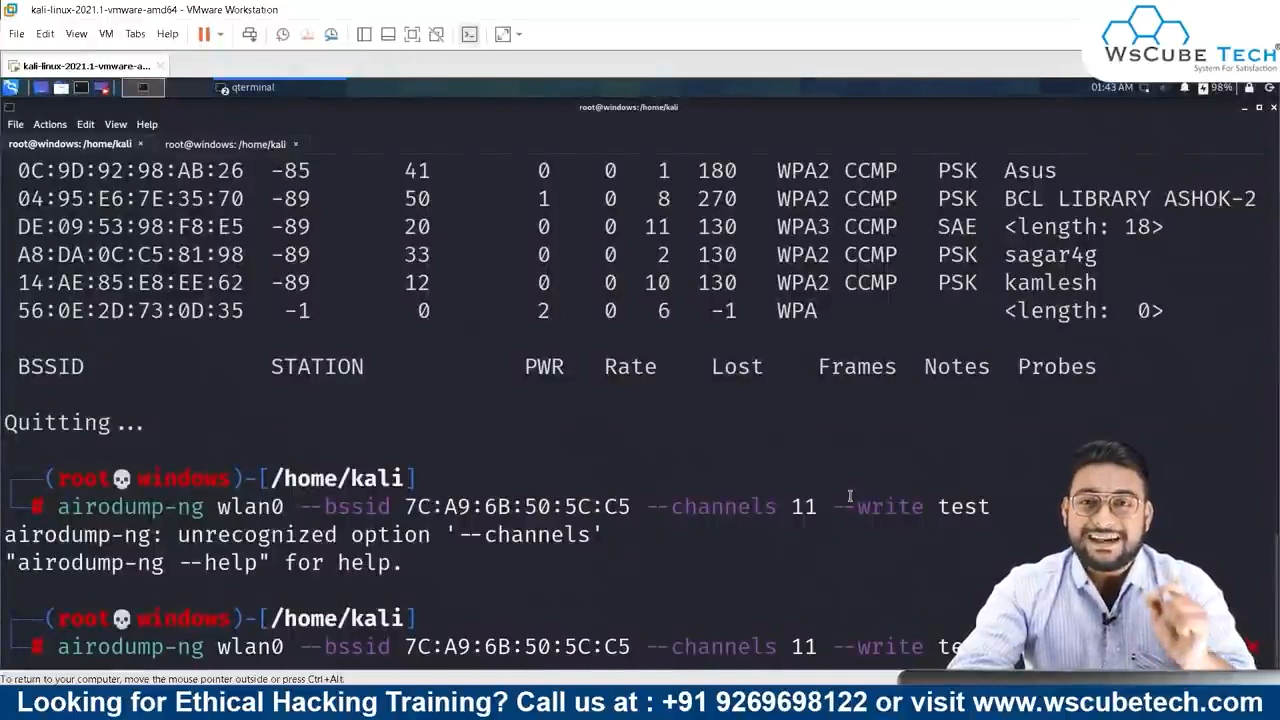 kali-linux-2021.1-vmware-amd64 - VMware Workstation
File Edit View VM Tabs Help
WsCube Tech
System For Satisfaction
kali-linux-2021.1-vmware-a...
qterminal
01:43 AM
98%
root@windows: /home/kali
File Actions Edit View Help
root@windows: /home/kali × root@windows: /home/kali ×
0C:9D:92:98:AB:26 -85 41 0 0 1 180 WPA2 CCMP PSK Asus
04:95:E6:7E:35:70 -89 50 1 0 8 270 WPA2 CCMP PSK BCL LIBRARY ASHOK-2
DE:09:53:98:F8:E5 -89 20 0 0 11 130 WPA3 CCMP SAE <length: 18>
A8:DA:0C:C5:81:98 -89 33 0 0 2 130 WPA2 CCMP PSK sagar4g
14:AE:85:E8:EE:62 -89 12 0 0 10 130 WPA2 CCMP PSK kamlesh
56:0E:2D:73:0D:35 -1 0 2 0 6 -1 WPA <length: 0>
BSSID STATION PWR Rate Lost Frames Notes Probes
Quitting...
(root💀windows)-[/home/kali]
# airodump-ng wlan0 --bssid 7C:A9:6B:50:5C:C5 --channels 11 --write test
airodump-ng: unrecognized option '--channels'
"airodump-ng --help" for help.
(root💀windows)-[/home/kali]
# airodump-ng wlan0 --bssid 7C:A9:6B:50:5C:C5 --channels 11 --write te
To return to your computer, move the mouse pointer outside or press Ctrl+Alt.
Looking for Ethical Hacking Training? Call us at : +91 9269698122 or visit www.wscubetech.com